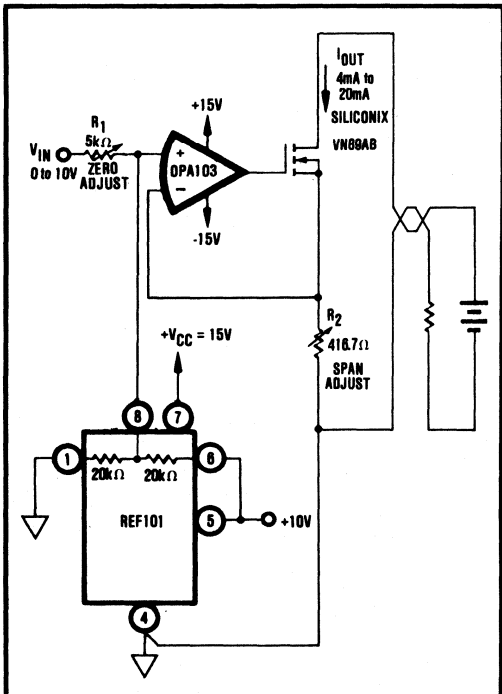 IOUT
4mA to
20mA
SILICONIX
VN89AB
+15V
R1
5kΩ
VIN
0 to 10V
ZERO
ADJUST
+
OPA103
−
-15V
R2
416.7Ω
SPAN
ADJUST
+VCC = 15V
8
7
1
20kΩ
20kΩ
6
5
+10V
REF101
4